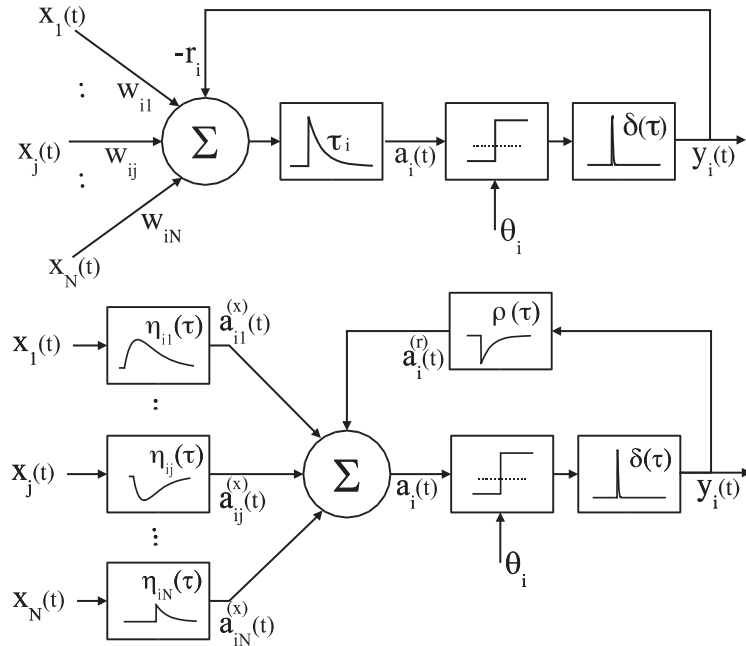 x1(t)
-ri
:
wi1
Σ
τi
δ(τ)
xj(t)
wij
ai(t)
yi(t)
:
wiN
θi
xN(t)
x1(t)
ηi1(τ)
ai1(x)(t)
ρ(τ)
ai(r)(t)
:
xj(t)
ηij(τ)
aij(x)(t)
Σ
ai(t)
δ(τ)
yi(t)
:
xN(t)
ηiN(τ)
aiN(x)(t)
θi